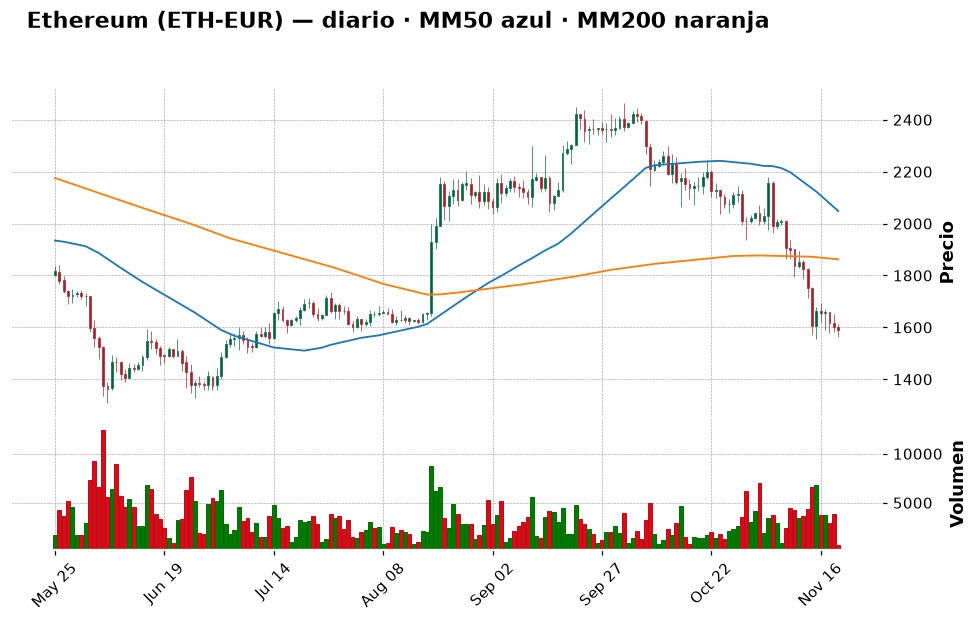 Ethereum (ETH-EUR) — diario · MM50 azul · MM200 naranja
2400
2200
2000
1800
1600
1400
Precio
10000
5000
Volumen
May 25
Jun 19
Jul 14
Aug 08
Sep 02
Sep 27
Oct 22
Nov 16